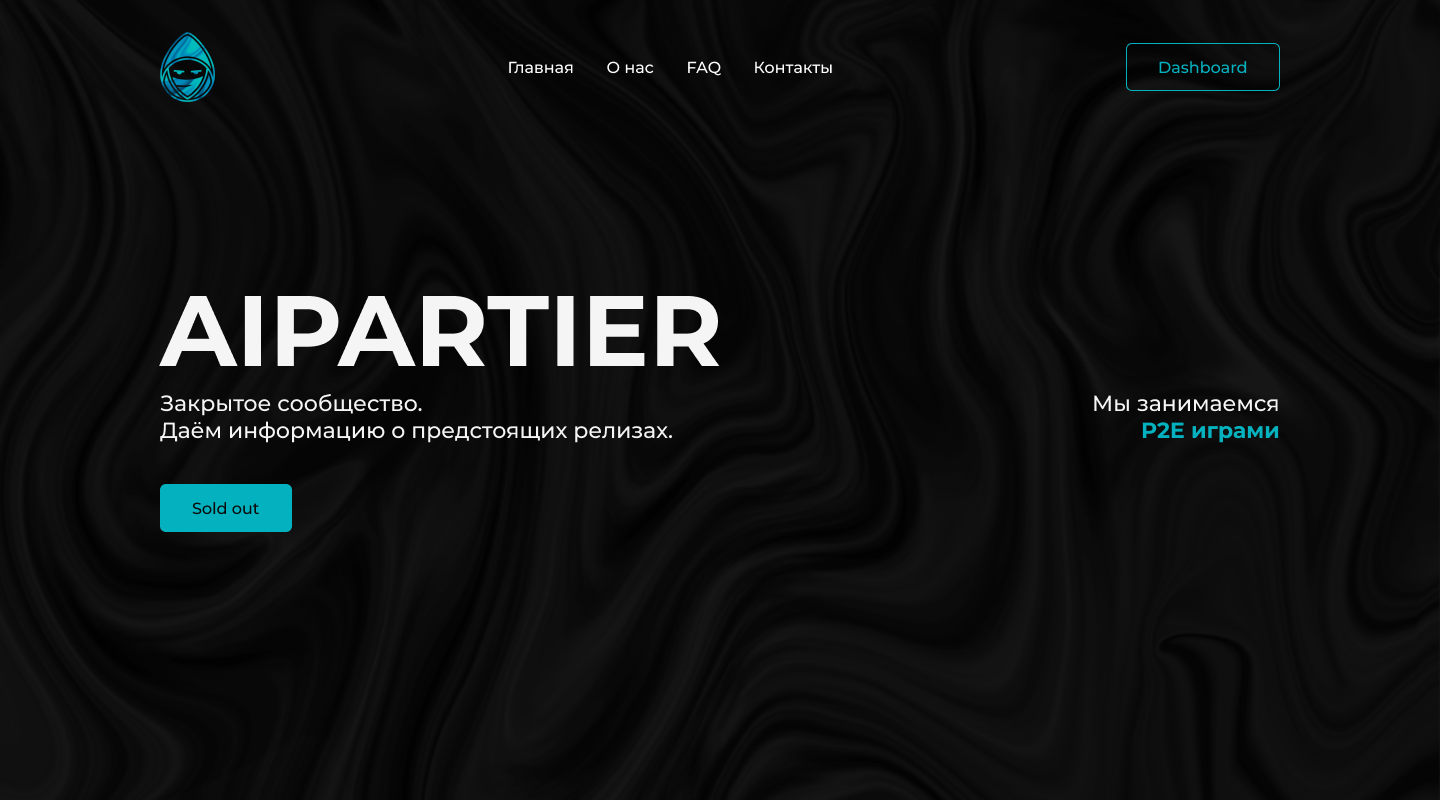 Главная
О нас
FAQ
Контакты
Dashboard
AIPARTIER
Закрытое сообщество.
Даём информацию о предстоящих релизах.
Мы занимаемся
P2E играми
Sold out